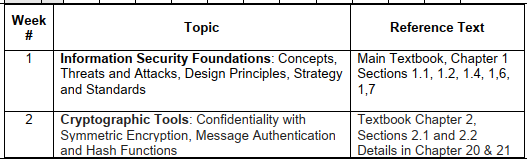 Week
#
Topic
Reference Text
1
Information Security Foundations: Concepts,
Threats and Attacks, Design Principles, Strategy
and Standards
Main Textbook, Chapter 1
Sections 1.1, 1.2, 1.4, 1,6,
1,7
2
Cryptographic Tools: Confidentiality with
Symmetric Encryption, Message Authentication
and Hash Functions
Textbook Chapter 2,
Sections 2.1 and 2.2
Details in Chapter 20 & 21